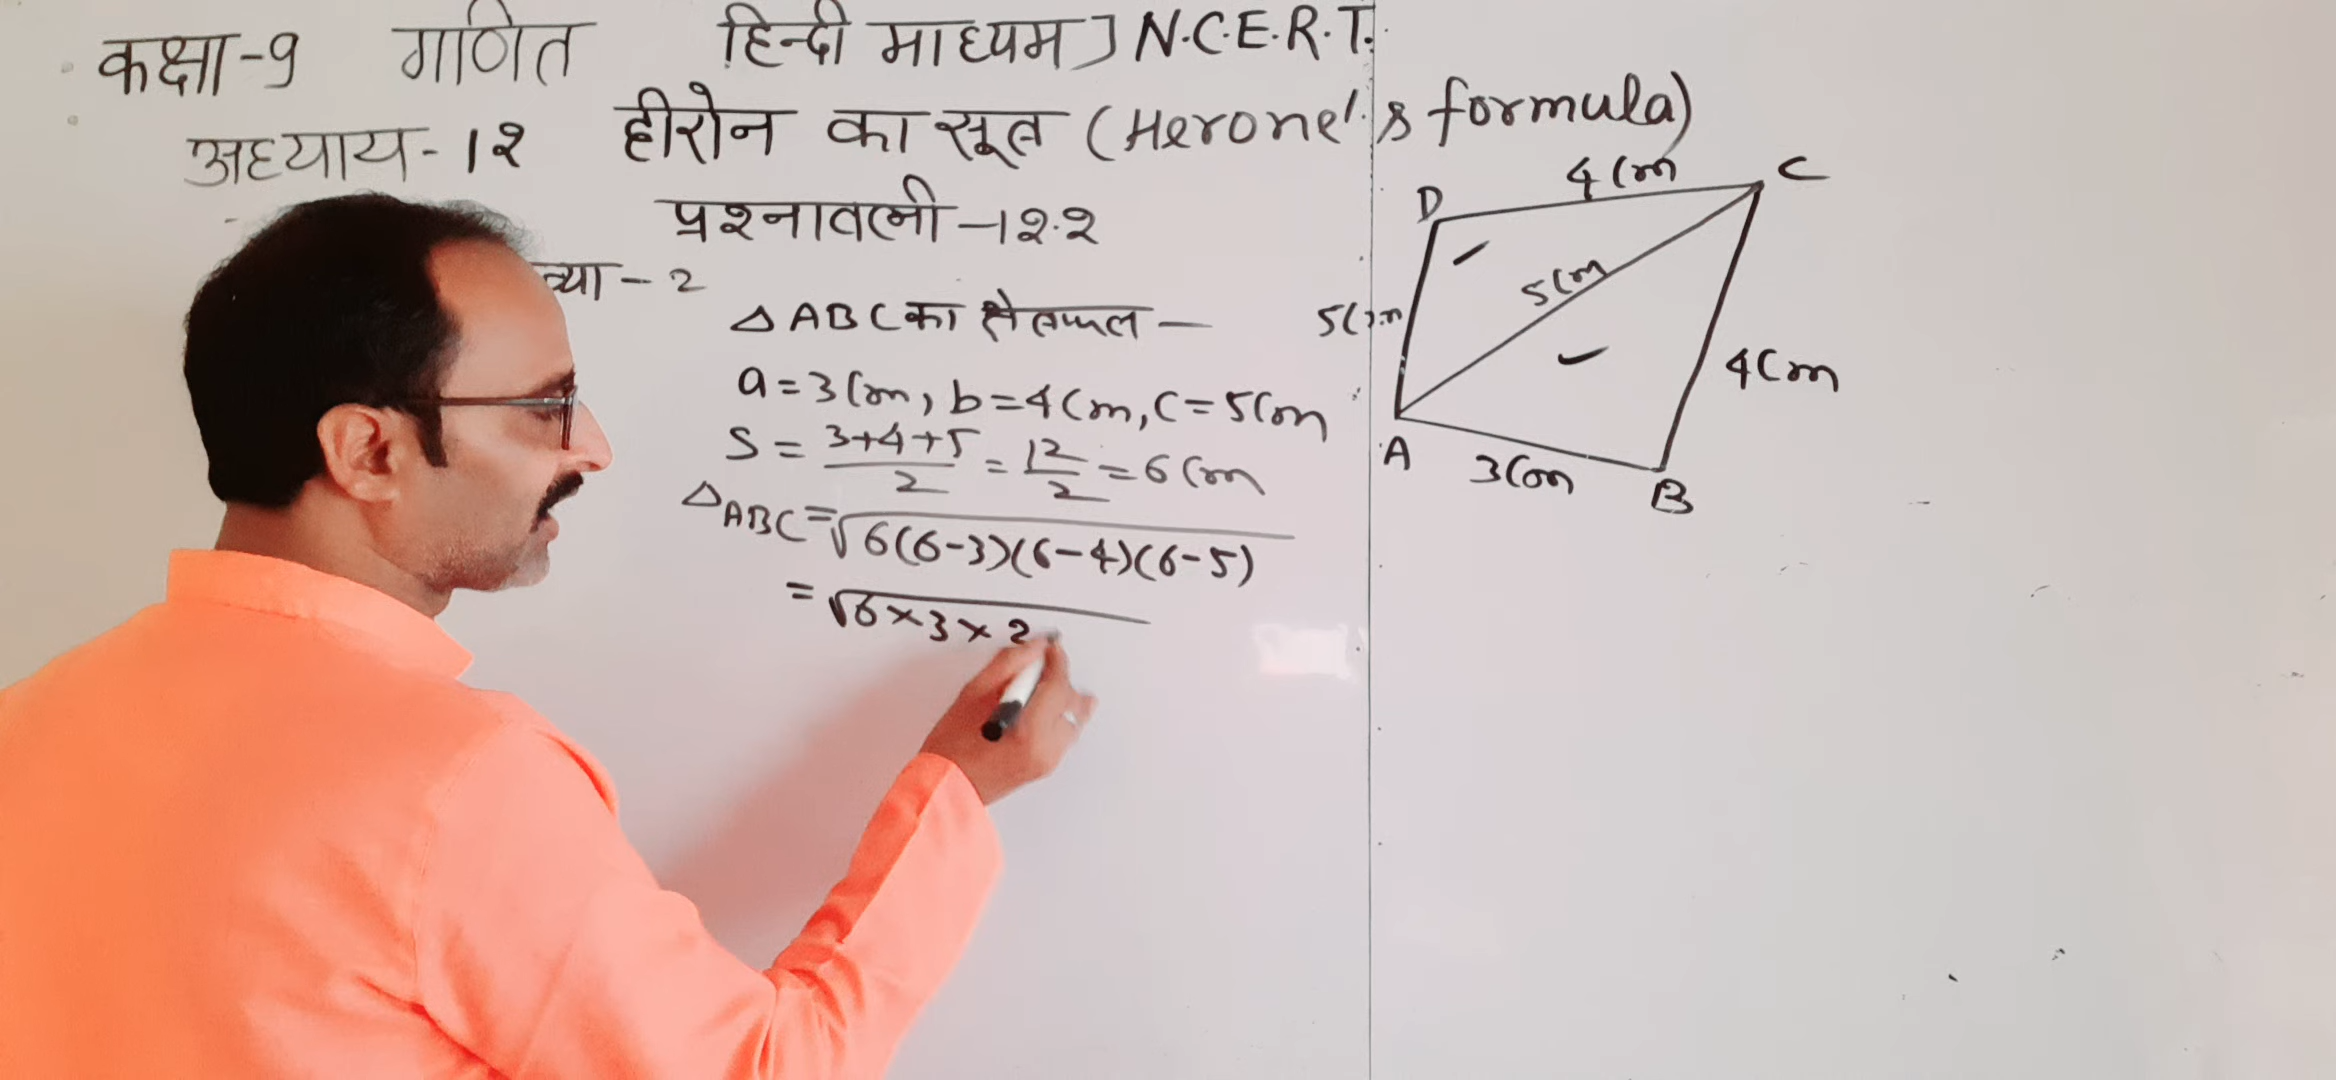 कक्षा-9 गणित हिन्दी माध्यम] N.C.E.R.T.
अध्याय-12 हीरोन का सूत्र (Herone's formula)
प्रश्नावली-12.2
ख्या-2
△ABC का क्षेत्रफल-
a=3Cm, b=4Cm, C=5Cm
S = 3+4+5/2 = 12/2 = 6Cm
△ABC = √6(6-3)(6-4)(6-5)
= √6×3×2
D 4Cm C
5Cm 5Cm 4Cm
A 3Cm B